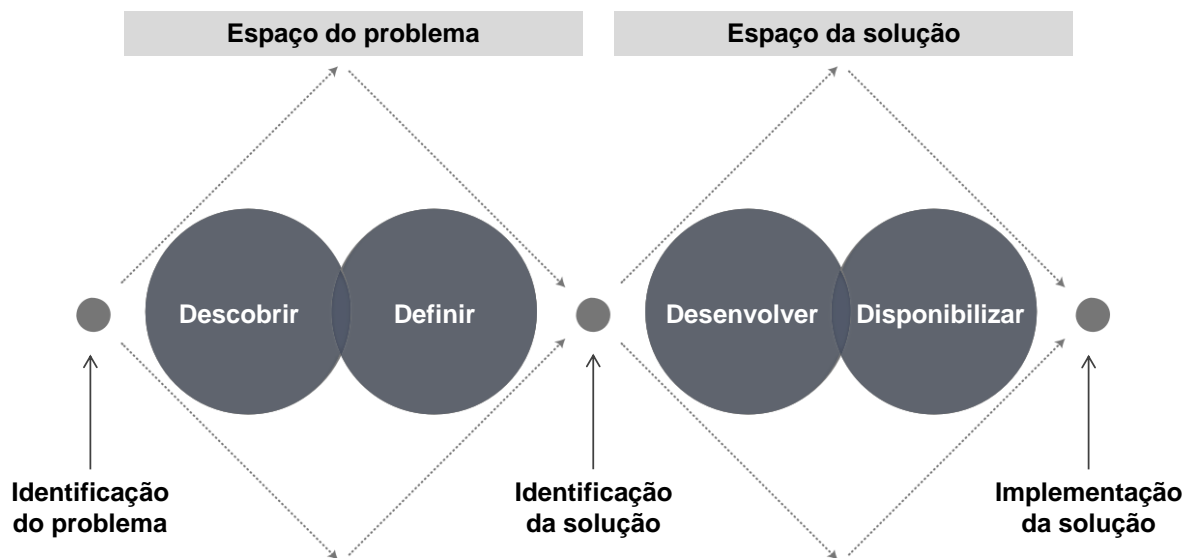 Espaço do problema
Espaço da solução
Descobrir
Definir
Desenvolver
Disponibilizar
Identificação
do problema
Identificação
da solução
Implementação
da solução